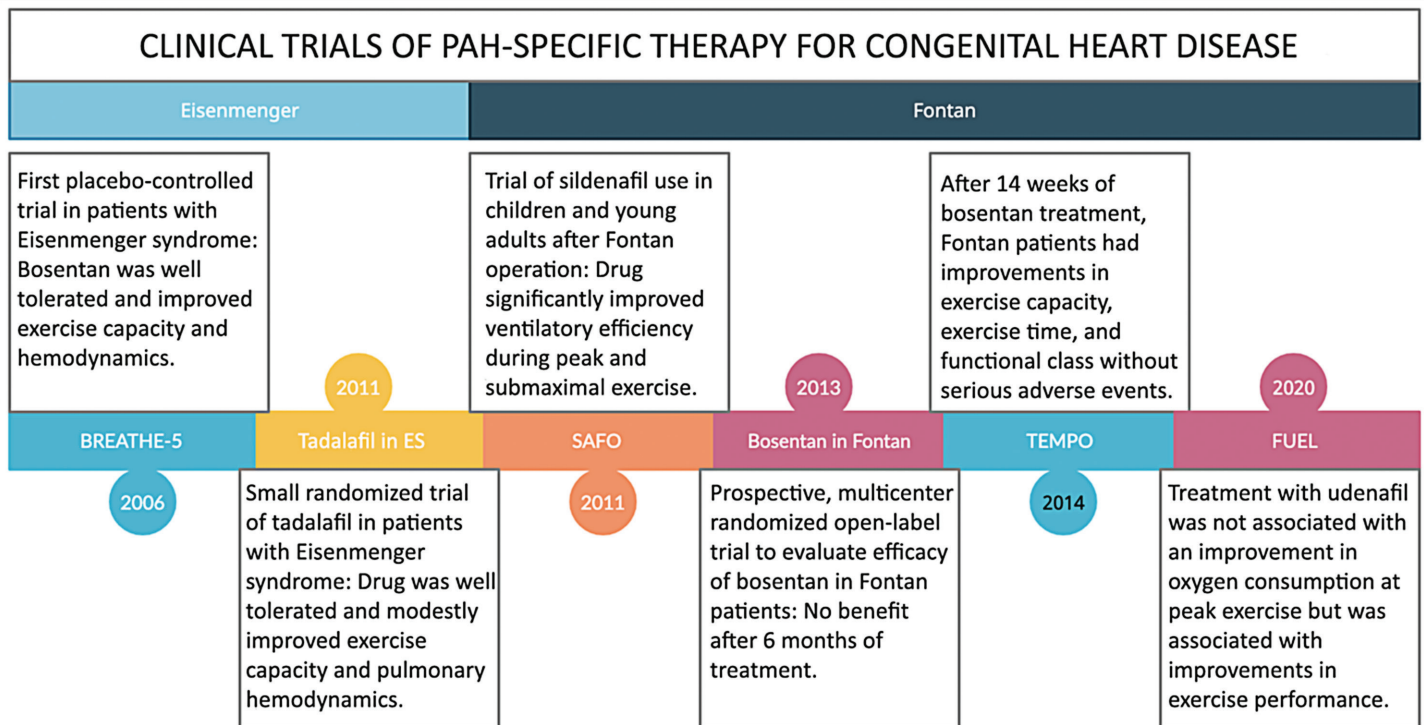 CLINICAL TRIALS OF PAH-SPECIFIC THERAPY FOR CONGENITAL HEART DISEASE
Eisenmenger
Fontan
First placebo-controlled
trial in patients with
Eisenmenger syndrome:
Bosentan was well
tolerated and improved
exercise capacity and
hemodynamics.
BREATHE-5
2006
2011
Tadalafil in ES
Small randomized trial
of tadalafil in patients
with Eisenmenger
syndrome: Drug was well
tolerated and modestly
improved exercise
capacity and pulmonary
hemodynamics.
Trial of sildenafil use in
children and young
adults after Fontan
operation: Drug
significantly improved
ventilatory efficiency
during peak and
submaximal exercise.
SAFO
2011
2013
Bosentan in Fontan
Prospective, multicenter
randomized open-label
trial to evaluate efficacy
of bosentan in Fontan
patients: No benefit
after 6 months of
treatment.
After 14 weeks of
bosentan treatment,
Fontan patients had
improvements in
exercise capacity,
exercise time, and
functional class without
serious adverse events.
TEMPO
2014
2020
FUEL
Treatment with udenafil
was not associated with
an improvement in
oxygen consumption at
peak exercise but was
associated with
improvements in
exercise performance.